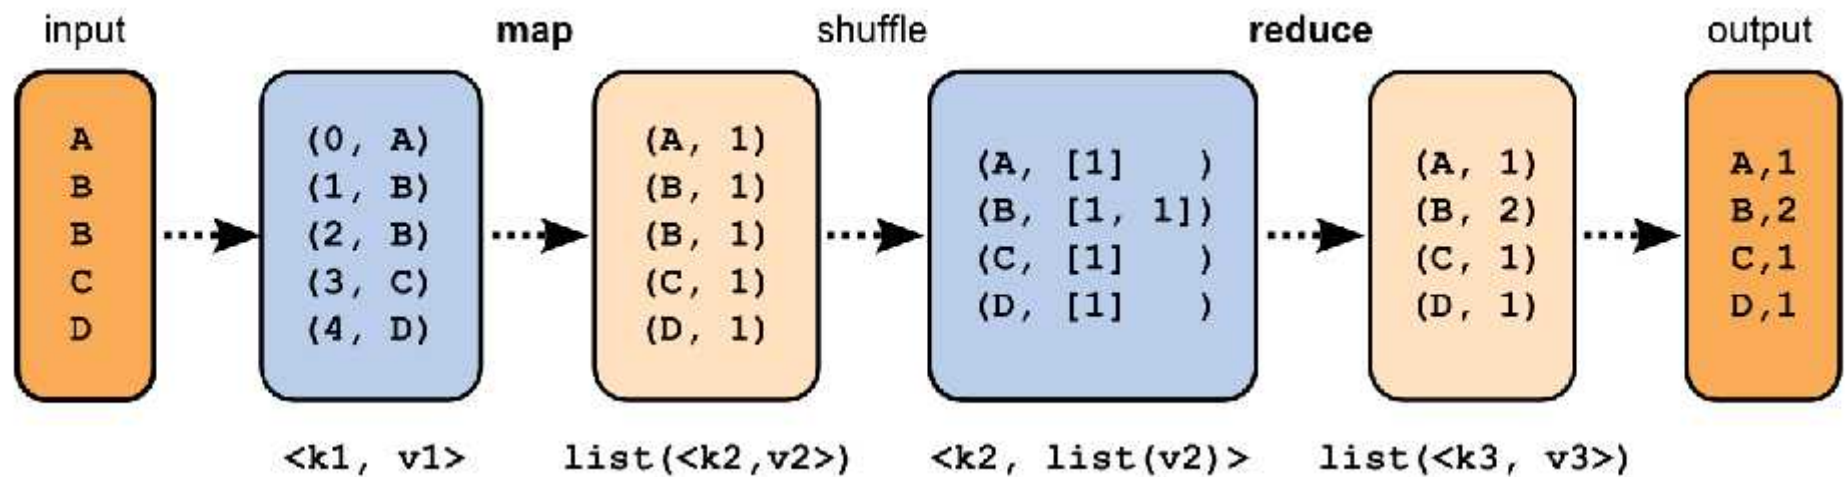 input map shuffle reduce output
A
B
B
C
D
(0, A)
(1, B)
(2, B)
(3, C)
(4, D)
(A, 1)
(B, 1)
(B, 1)
(C, 1)
(D, 1)
(A, [1] )
(B, [1, 1])
(C, [1] )
(D, [1] )
(A, 1)
(B, 2)
(C, 1)
(D, 1)
A,1
B,2
C,1
D,1
<k1, v1> list(<k2,v2>) <k2, list(v2)> list(<k3, v3>)